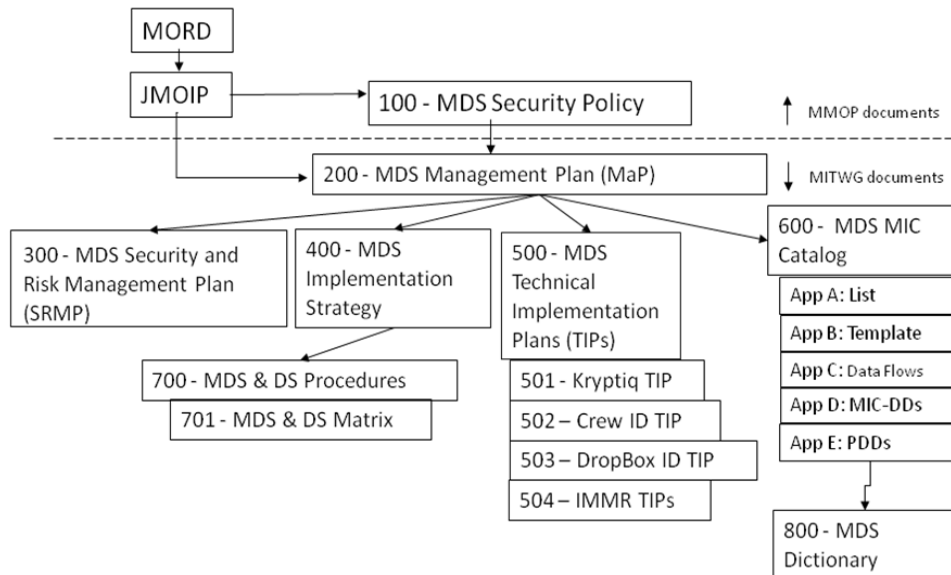 MORD
JMOIP
100 - MDS Security Policy
MMOP documents
200 - MDS Management Plan (MaP)
MITWG documents
300 - MDS Security and
Risk Management Plan
(SRMP)
400 - MDS
Implementation
Strategy
500 - MDS
Technical
Implementation
Plans (TIPs)
600 - MDS MIC
Catalog
App A: List
App B: Template
App C: Data Flows
App D: MIC-DDs
App E: PDDs
700 - MDS & DS Procedures
701 - MDS & DS Matrix
501 - Kryptiq TIP
502 – Crew ID TIP
503 – DropBox ID TIP
504 – IMMR TIPs
800 - MDS
Dictionary